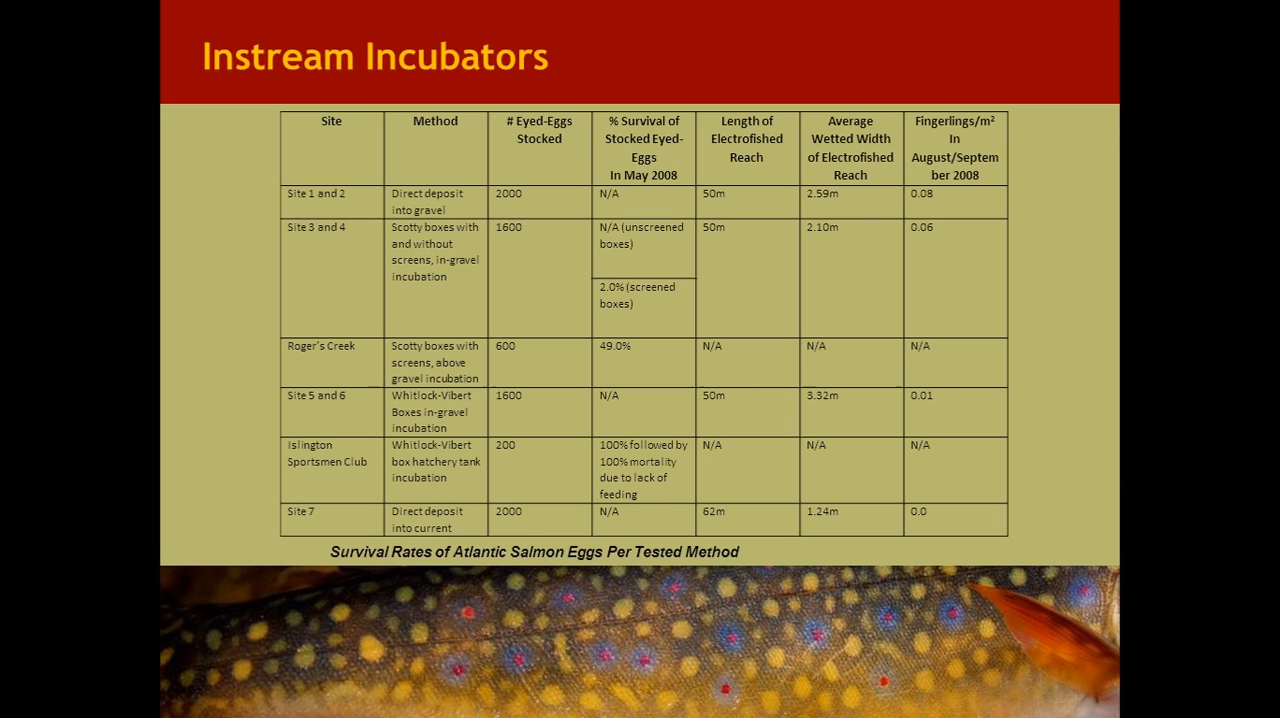 Instream Incubators
Site
Method
# Eyed-Eggs
Stocked
% Survival of
Stocked Eyed-
Eggs
In May 2008
Length of
Electrofished
Reach
Average
Wetted Width
of Electrofished
Reach
Fingerlings/m²
In
August/Septem
ber 2008
Site 1 and 2
Direct deposit
into gravel
2000
N/A
50m
2.59m
0.08
Site 3 and 4
Scotty boxes with
and without
screens, in-gravel
incubation
1600
N/A (unscreened
boxes)
2.0% (screened
boxes)
50m
2.10m
0.06
Roger's Creek
Scotty boxes with
screens, above
gravel incubation
600
49.0%
N/A
N/A
N/A
Site 5 and 6
Whitlock-Vibert
Boxes in-gravel
incubation
1600
N/A
50m
3.32m
0.01
Islington
Sportsmen Club
Whitlock-Vibert
box hatchery tank
incubation
200
100% followed by
100% mortality
due to lack of
feeding
N/A
N/A
N/A
Site 7
Direct deposit
into current
2000
N/A
62m
1.24m
0.0
Survival Rates of Atlantic Salmon Eggs Per Tested Method